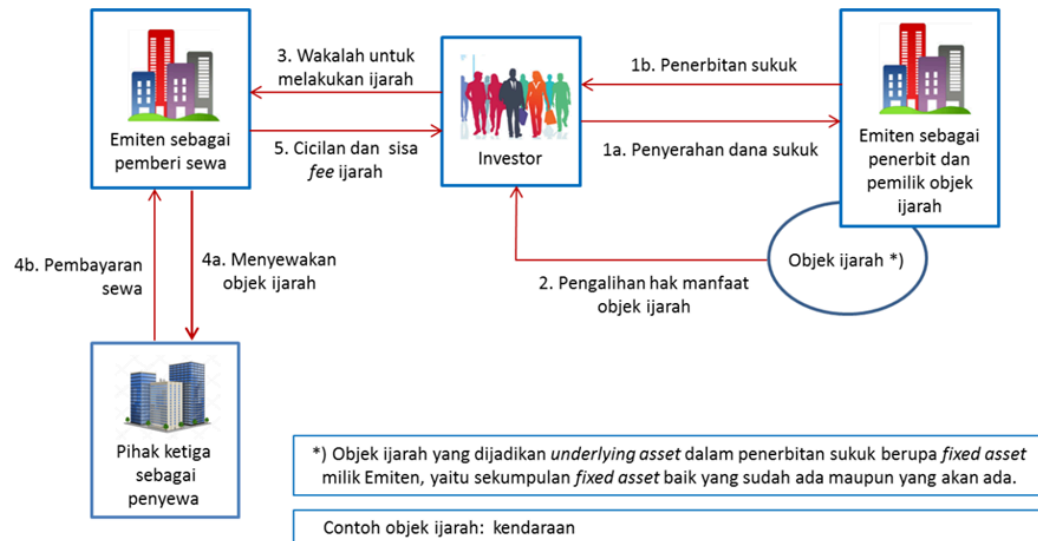 3. Wakalah untuk
melakukan ijarah
1b. Penerbitan sukuk
Emiten sebagai
pemberi sewa
5. Cicilan dan sisa
fee ijarah
Investor
1a. Penyerahan dana sukuk
Emiten sebagai
penerbit dan
pemilik objek
ijarah
4b. Pembayaran
sewa
4a. Menyewakan
objek ijarah
2. Pengalihan hak manfaat
objek ijarah
Objek ijarah *)
Pihak ketiga
sebagai
penyewa
*) Objek ijarah yang dijadikan underlying asset dalam penerbitan sukuk berupa fixed asset
milik Emiten, yaitu sekumpulan fixed asset baik yang sudah ada maupun yang akan ada.
Contoh objek ijarah: kendaraan